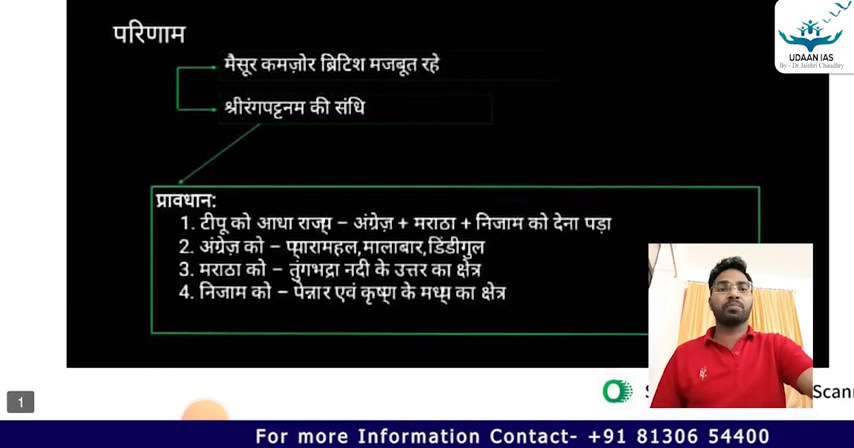 परिणाम
मैसूर कमज़ोर ब्रिटिश मजबूत रहे
श्रीरंगपट्टनम की संधि
प्रावधान:
1. टीपू को आधा राज्य – अंग्रेज़ + मराठा + निजाम को देना पड़ा
2. अंग्रेज़ को – प्यारामहल,मालाबार,डिंडीगुल
3. मराठा को – तुंगभद्रा नदी के उत्तर का क्षेत्र
4. निजाम को – पेन्नार एवं कृष्णा के मध्य का क्षेत्र
UDAAN IAS
By - Dr.Jaishri Chaudhry
1
For more Information Contact- +91 81306 54400